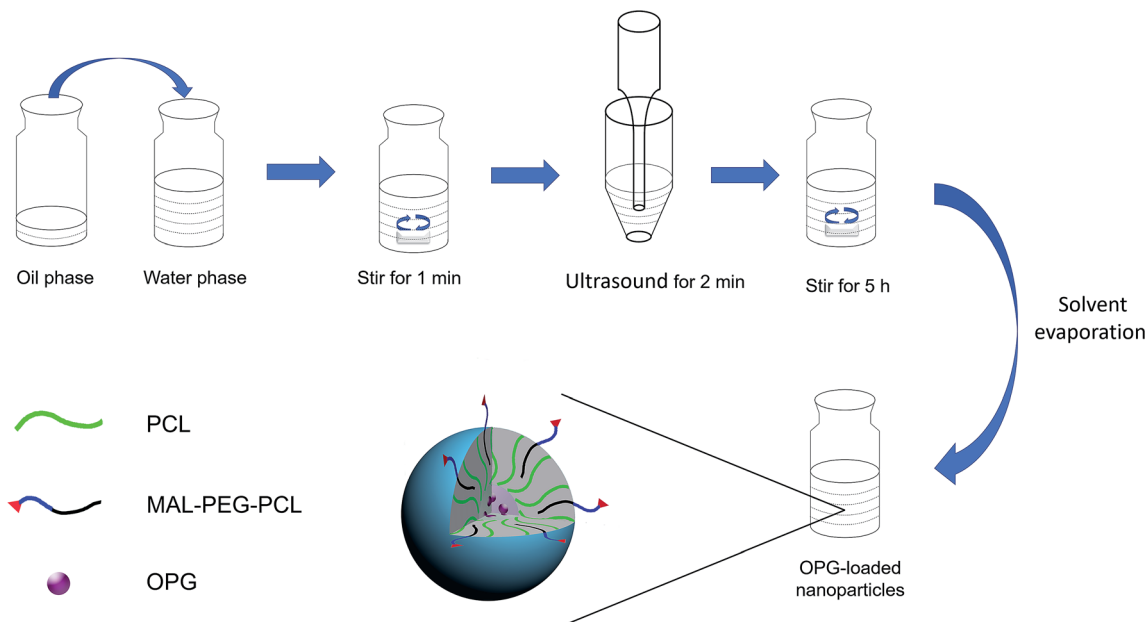 Oil phase
Water phase
Stir for 1 min
Ultrasound for 2 min
Stir for 5 h
Solvent
evaporation
PCL
MAL-PEG-PCL
OPG
OPG-loaded
nanoparticles